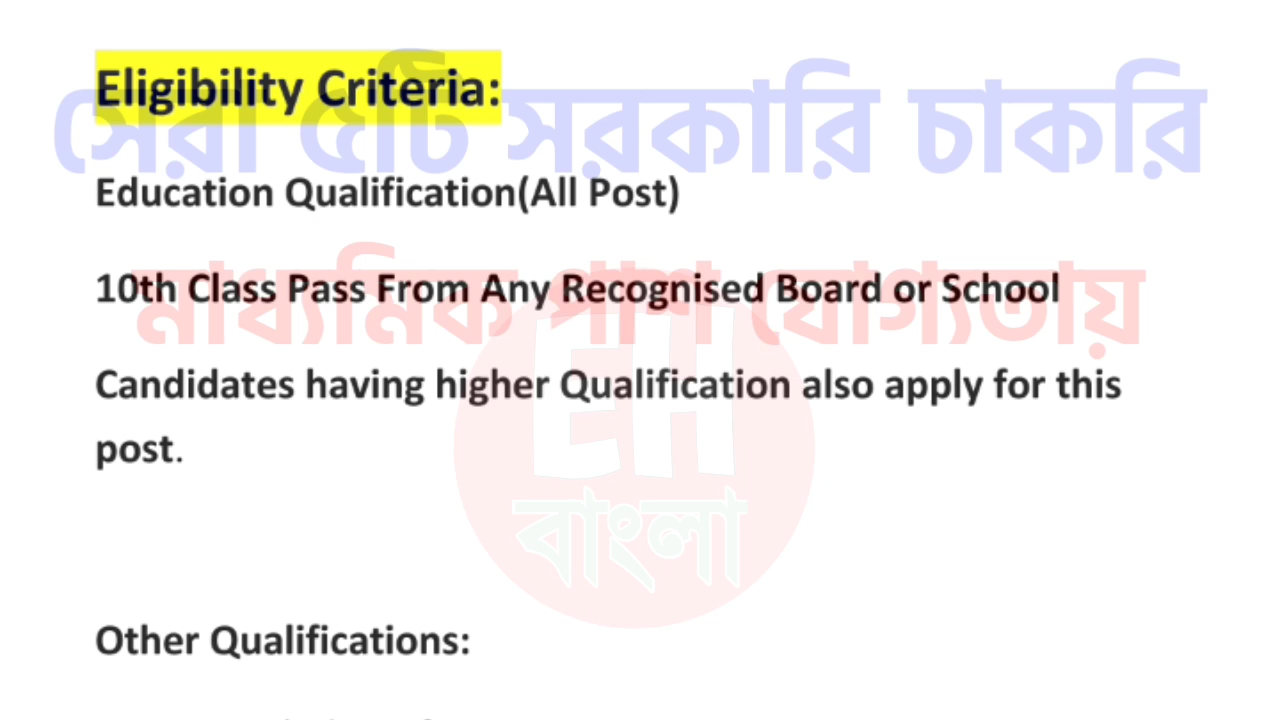 Eligibility Criteria:
সেরা ৫টি সরকারি চাকরি
Education Qualification(All Post)
10th Class Pass From Any Recognised Board or School
মাধ্যমিক পাশ যোগ্যতায়
Candidates having higher Qualification also apply for this
post.
EH
বাংলা
Other Qualifications: